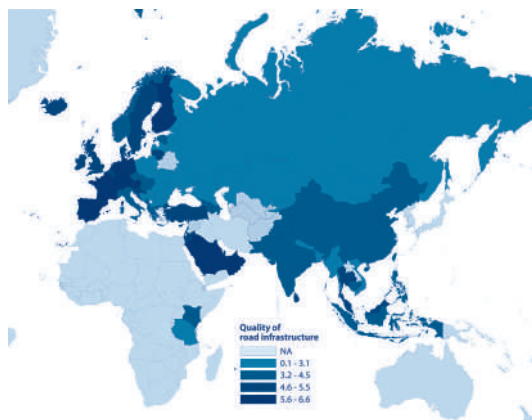 Quality of
road infrastructure
NA
0.1 - 3.1
3.2 - 4.5
4.6 - 5.5
5.6 - 6.6